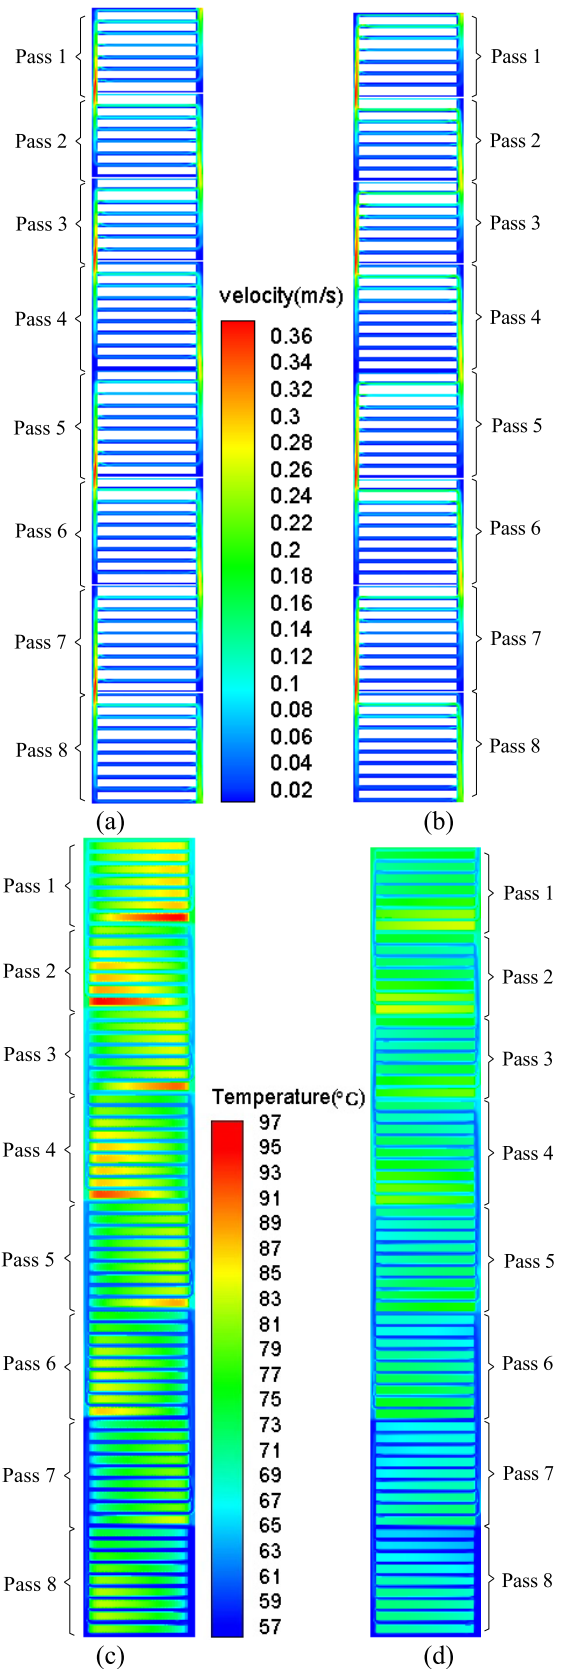 Pass 1
Pass 2
Pass 3
Pass 4
Pass 5
Pass 6
Pass 7
Pass 8
velocity(m/s)
0.36
0.34
0.32
0.3
0.28
0.26
0.24
0.22
0.2
0.18
0.16
0.14
0.12
0.1
0.08
0.06
0.04
0.02
Pass 1
Pass 2
Pass 3
Pass 4
Pass 5
Pass 6
Pass 7
Pass 8
(a)
(b)
Pass 1
Pass 2
Pass 3
Pass 4
Pass 5
Pass 6
Pass 7
Pass 8
Temperature(°C)
97
95
93
91
89
87
85
83
81
79
77
75
73
71
69
67
65
63
61
59
57
Pass 1
Pass 2
Pass 3
Pass 4
Pass 5
Pass 6
Pass 7
Pass 8
(c)
(d)